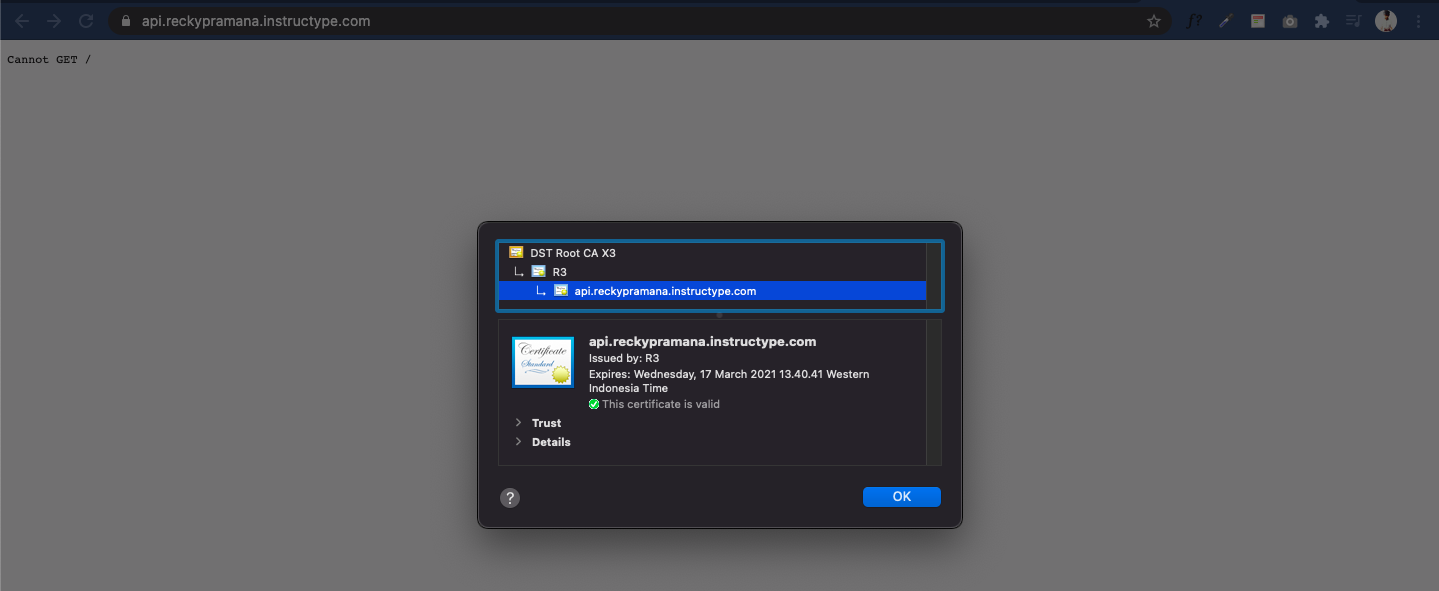 api.reckypramana.instructype.com
f?
Cannot GET /
DST Root CA X3
R3
api.reckypramana.instructype.com
Certificate
Standard
api.reckypramana.instructype.com
Issued by: R3
Expires: Wednesday, 17 March 2021 13.40.41 Western
Indonesia Time
This certificate is valid
Trust
Details
?
OK